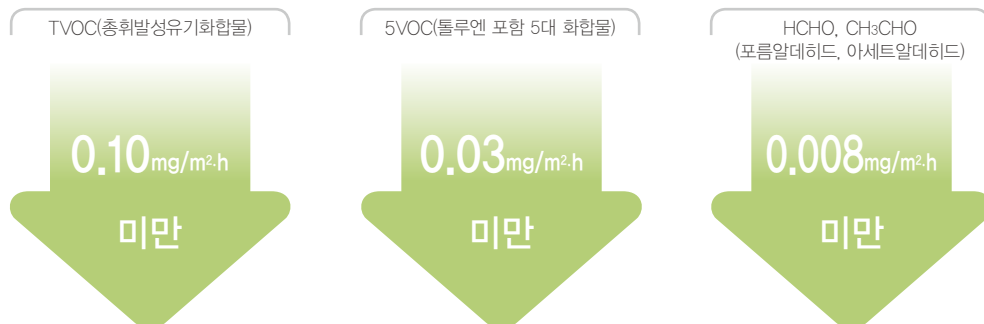 TVOC(총휘발성유기화합물)
0.10mg/m²·h
미만
5VOC(톨루엔 포함 5대 화합물)
0.03mg/m²·h
미만
HCHO, CH₃CHO
(포름알데히드, 아세트알데히드)
0.008mg/m²·h
미만